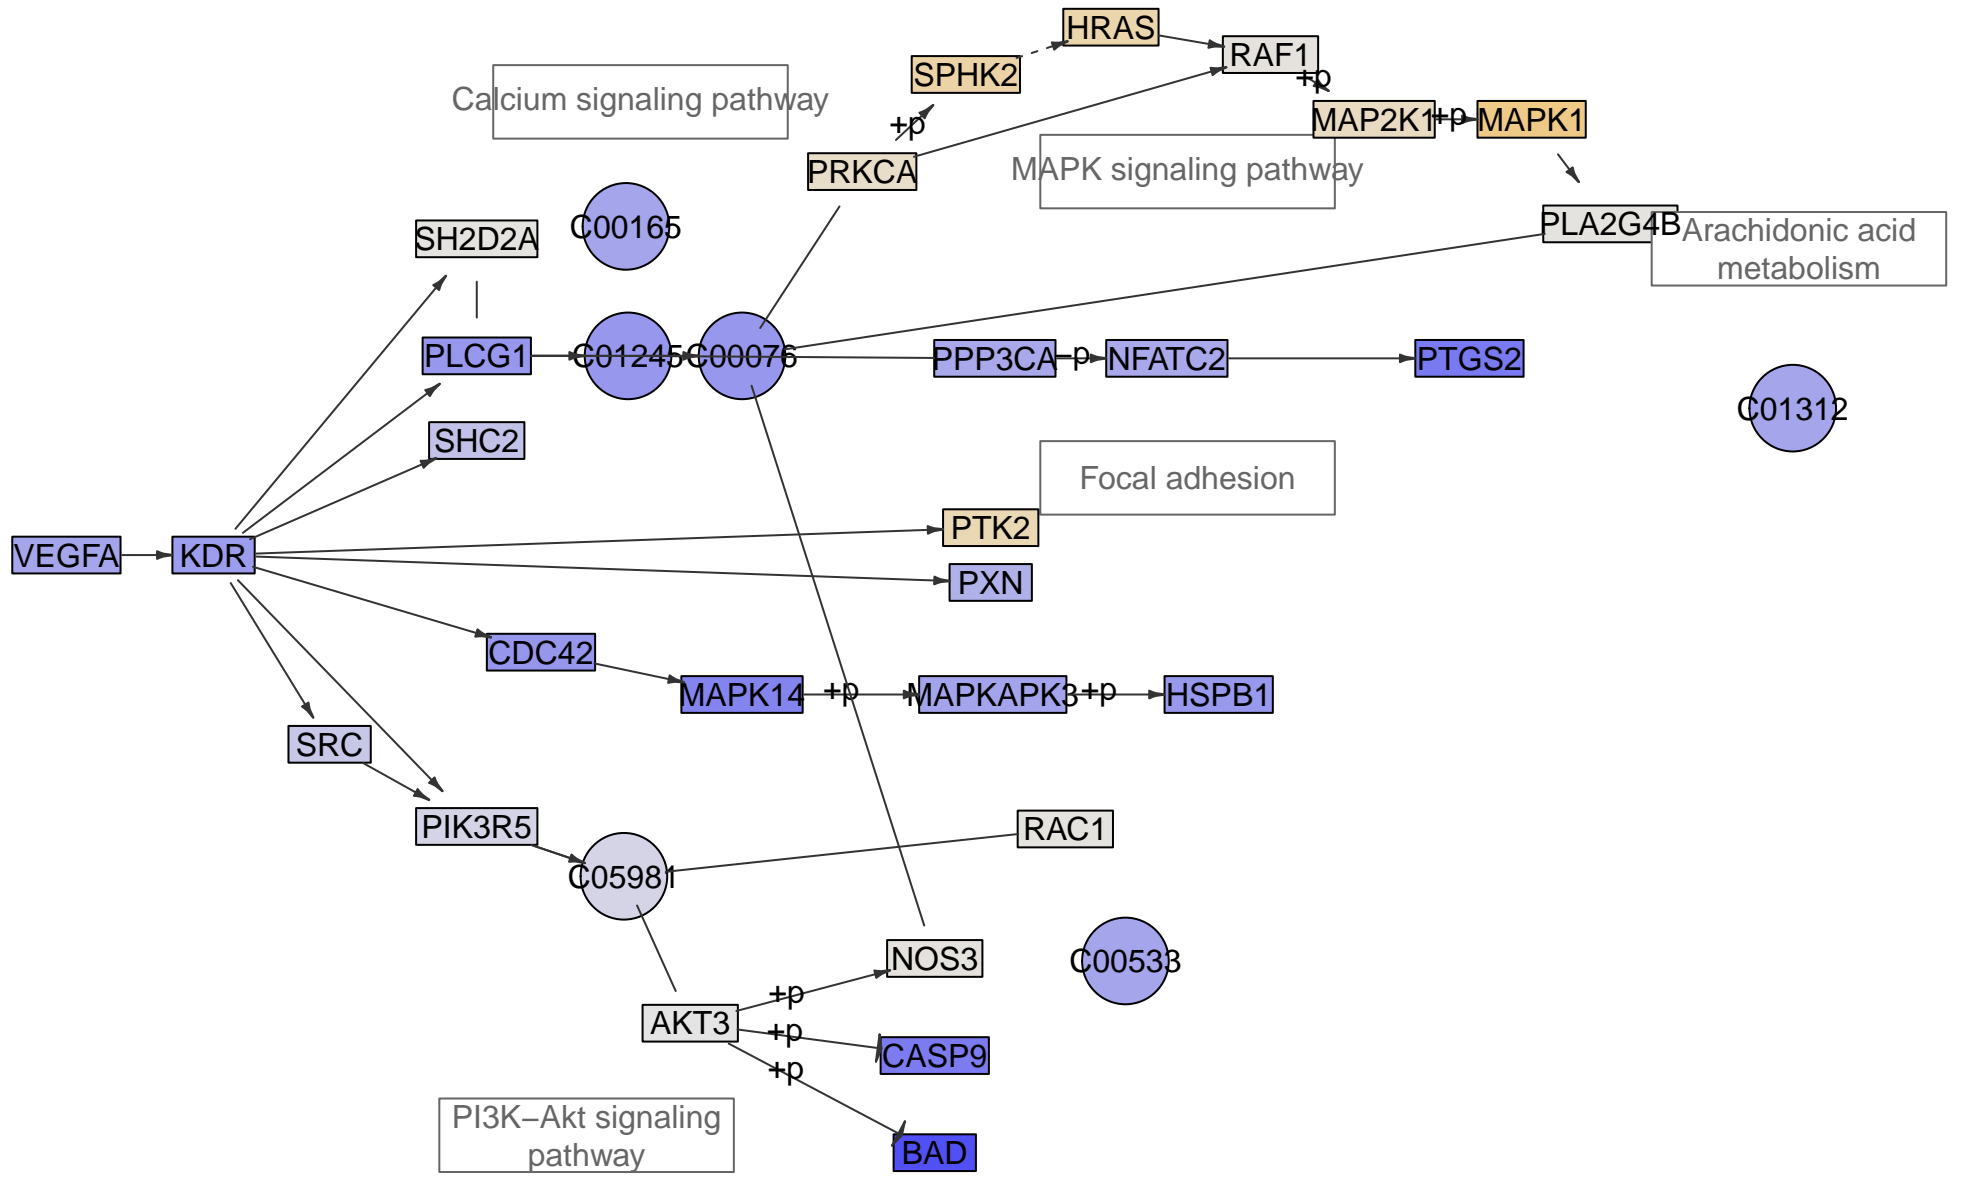 HRAS
RAF1
+p
SPHK2
Calcium signaling pathway
+p
MAP2K1
+p
MAPK1
PRKCA
MAPK signaling pathway
SH2D2A
C00165
PLA2G4B
Arachidonic acid
metabolism
PLCG1
C01245
C00076
PPP3CA
−p
NFATC2
PTGS2
C01312
SHC2
Focal adhesion
PTK2
VEGFA
KDR
PXN
CDC42
MAPK14
+p
MAPKAPK3
+p
HSPB1
SRC
PIK3R5
RAC1
C05981
NOS3
C00533
+p
AKT3
+p
CASP9
+p
PI3K−Akt signaling
pathway
BAD